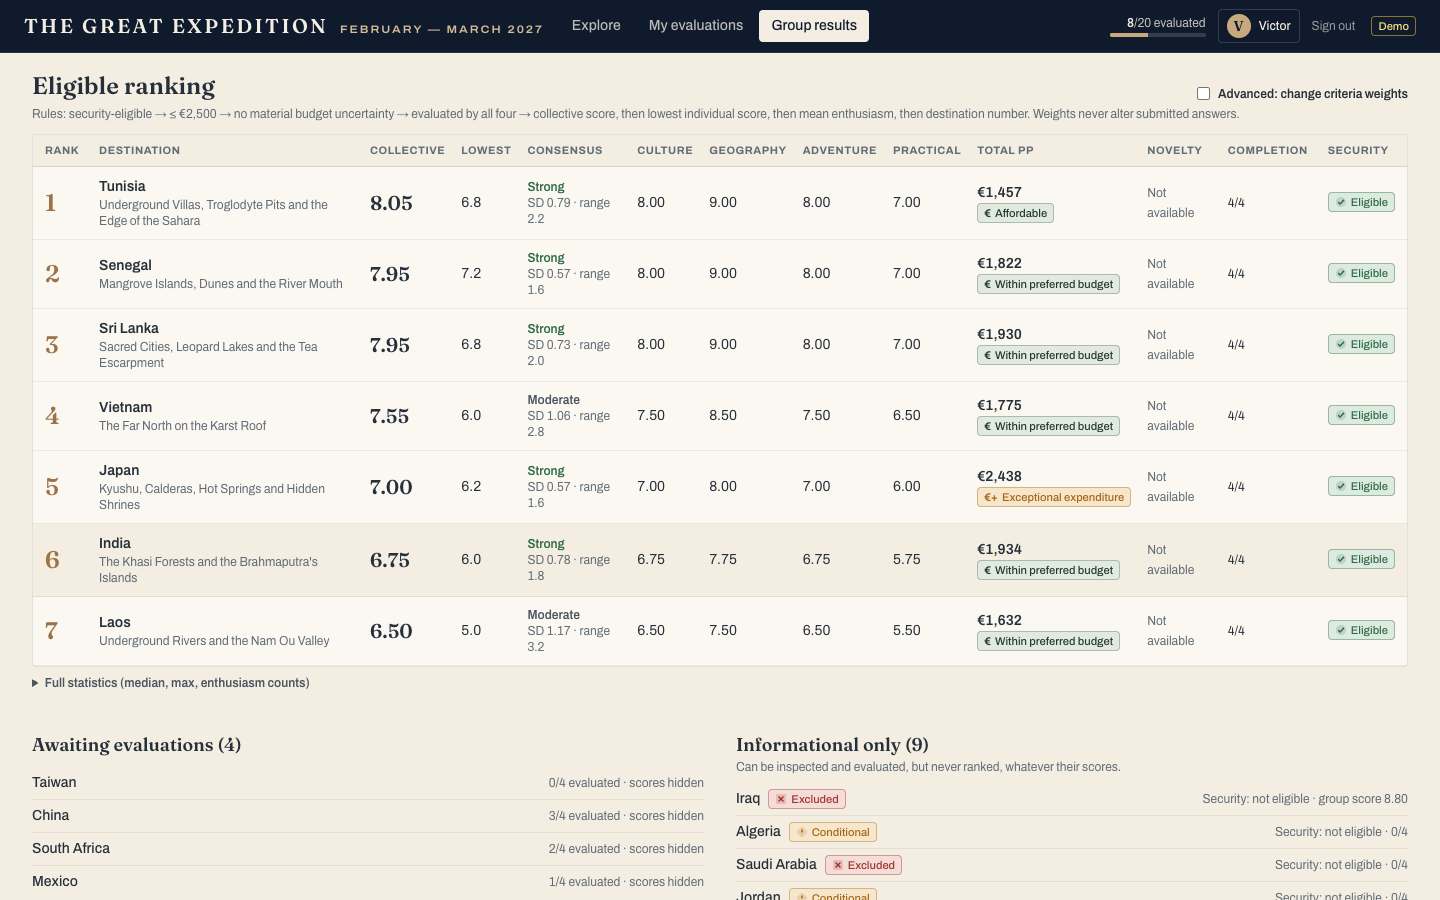 THE GREAT EXPEDITION FEBRUARY — MARCH 2027 Explore My evaluations Group results 8/20 evaluated V Victor Sign out Demo
Eligible ranking
Advanced: change criteria weights
Rules: security-eligible → ≤ €2,500 → no material budget uncertainty → evaluated by all four → collective score, then lowest individual score, then mean enthusiasm, then destination number. Weights never alter submitted answers.
RANK DESTINATION COLLECTIVE LOWEST CONSENSUS CULTURE GEOGRAPHY ADVENTURE PRACTICAL TOTAL PP NOVELTY COMPLETION SECURITY
1 Tunisia
Underground Villas, Troglodyte Pits and the
Edge of the Sahara
8.05 6.8
Strong
SD 0.79 · range
2.2
8.00 9.00 8.00 7.00
€1,457
€ Affordable
Not
available
4/4 Eligible
2 Senegal
Mangrove Islands, Dunes and the River Mouth
7.95 7.2
Strong
SD 0.57 · range
1.6
8.00 9.00 8.00 7.00
€1,822
€ Within preferred budget
Not
available
4/4 Eligible
3 Sri Lanka
Sacred Cities, Leopard Lakes and the Tea
Escarpment
7.95 6.8
Strong
SD 0.73 · range
2.0
8.00 9.00 8.00 7.00
€1,930
€ Within preferred budget
Not
available
4/4 Eligible
4 Vietnam
The Far North on the Karst Roof
7.55 6.0
Moderate
SD 1.06 · range
2.8
7.50 8.50 7.50 6.50
€1,775
€ Within preferred budget
Not
available
4/4 Eligible
5 Japan
Kyushu, Calderas, Hot Springs and Hidden
Shrines
7.00 6.2
Strong
SD 0.57 · range
1.6
7.00 8.00 7.00 6.00
€2,438
€+ Exceptional expenditure
Not
available
4/4 Eligible
6 India
The Khasi Forests and the Brahmaputra's
Islands
6.75 6.0
Strong
SD 0.78 · range
1.8
6.75 7.75 6.75 5.75
€1,934
€ Within preferred budget
Not
available
4/4 Eligible
7 Laos
Underground Rivers and the Nam Ou Valley
6.50 5.0
Moderate
SD 1.17 · range
3.2
6.50 7.50 6.50 5.50
€1,632
€ Within preferred budget
Not
available
4/4 Eligible
Full statistics (median, max, enthusiasm counts)
Awaiting evaluations (4)
Taiwan 0/4 evaluated · scores hidden
China 3/4 evaluated · scores hidden
South Africa 2/4 evaluated · scores hidden
Mexico 1/4 evaluated · scores hidden
Informational only (9)
Can be inspected and evaluated, but never ranked, whatever their scores.
Iraq Excluded Security: not eligible · group score 8.80
Algeria Conditional Security: not eligible · 0/4
Saudi Arabia Excluded Security: not eligible · 0/4
Jordan Conditional Security: not eligible · 0/4